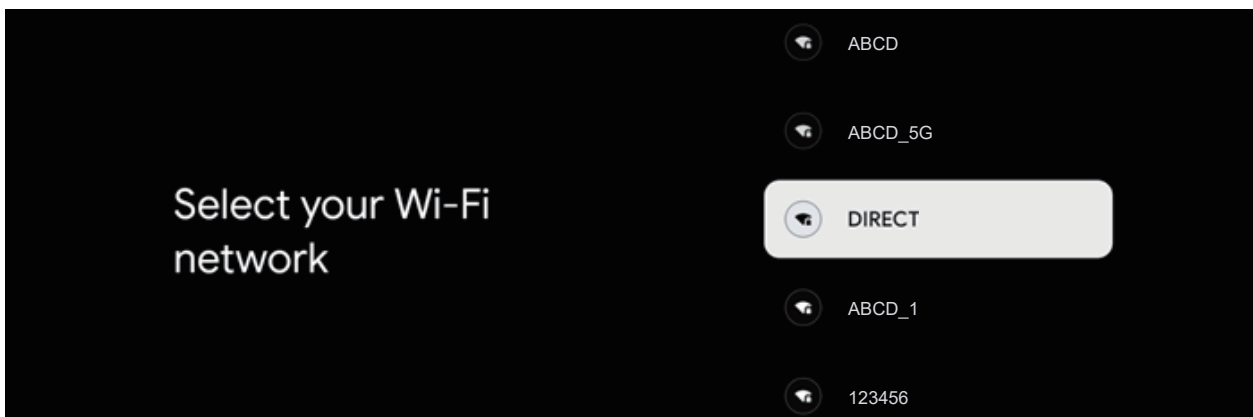 Select your Wi-Fi
network
ABCD
ABCD_5G
DIRECT
ABCD_1
123456